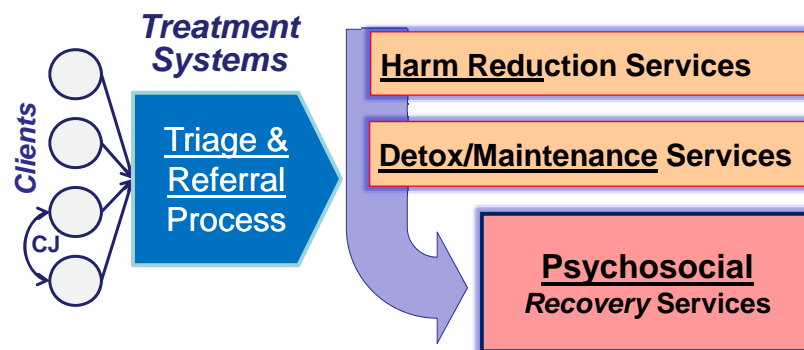 Treatment
Systems
Clients
CJ
Triage &
Referral
Process
Harm Reduction Services
Detox/Maintenance Services
Psychosocial
Recovery Services